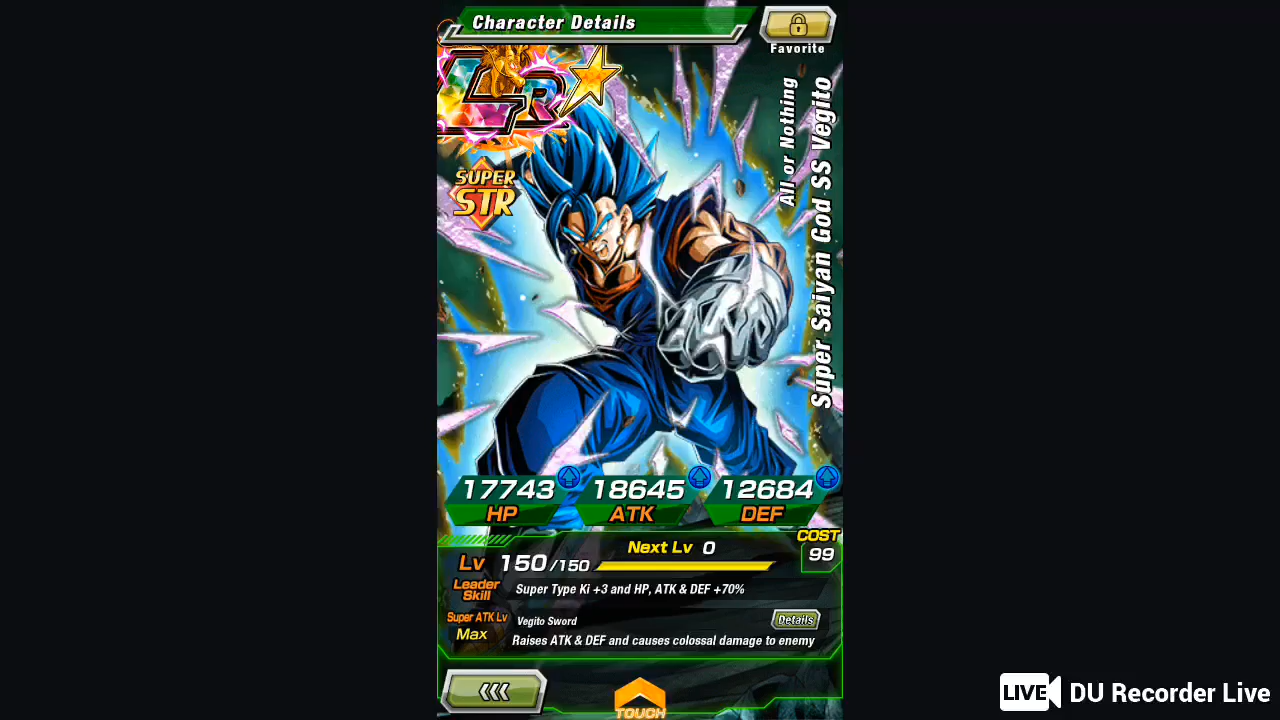 Character Details
Favorite
LR
SUPER
STR
All or Nothing
Super Saiyan God SS Vegito
17743 18645 12684
HP ATK DEF
COST
99
Next Lv 0
Lv 150/150
Leader
Skill
Super Type Ki +3 and HP, ATK & DEF +70%
Super ATK Lv
Max
Vegito Sword
Details
Raises ATK & DEF and causes colossal damage to enemy
TOUCH
LIVE DU Recorder Live